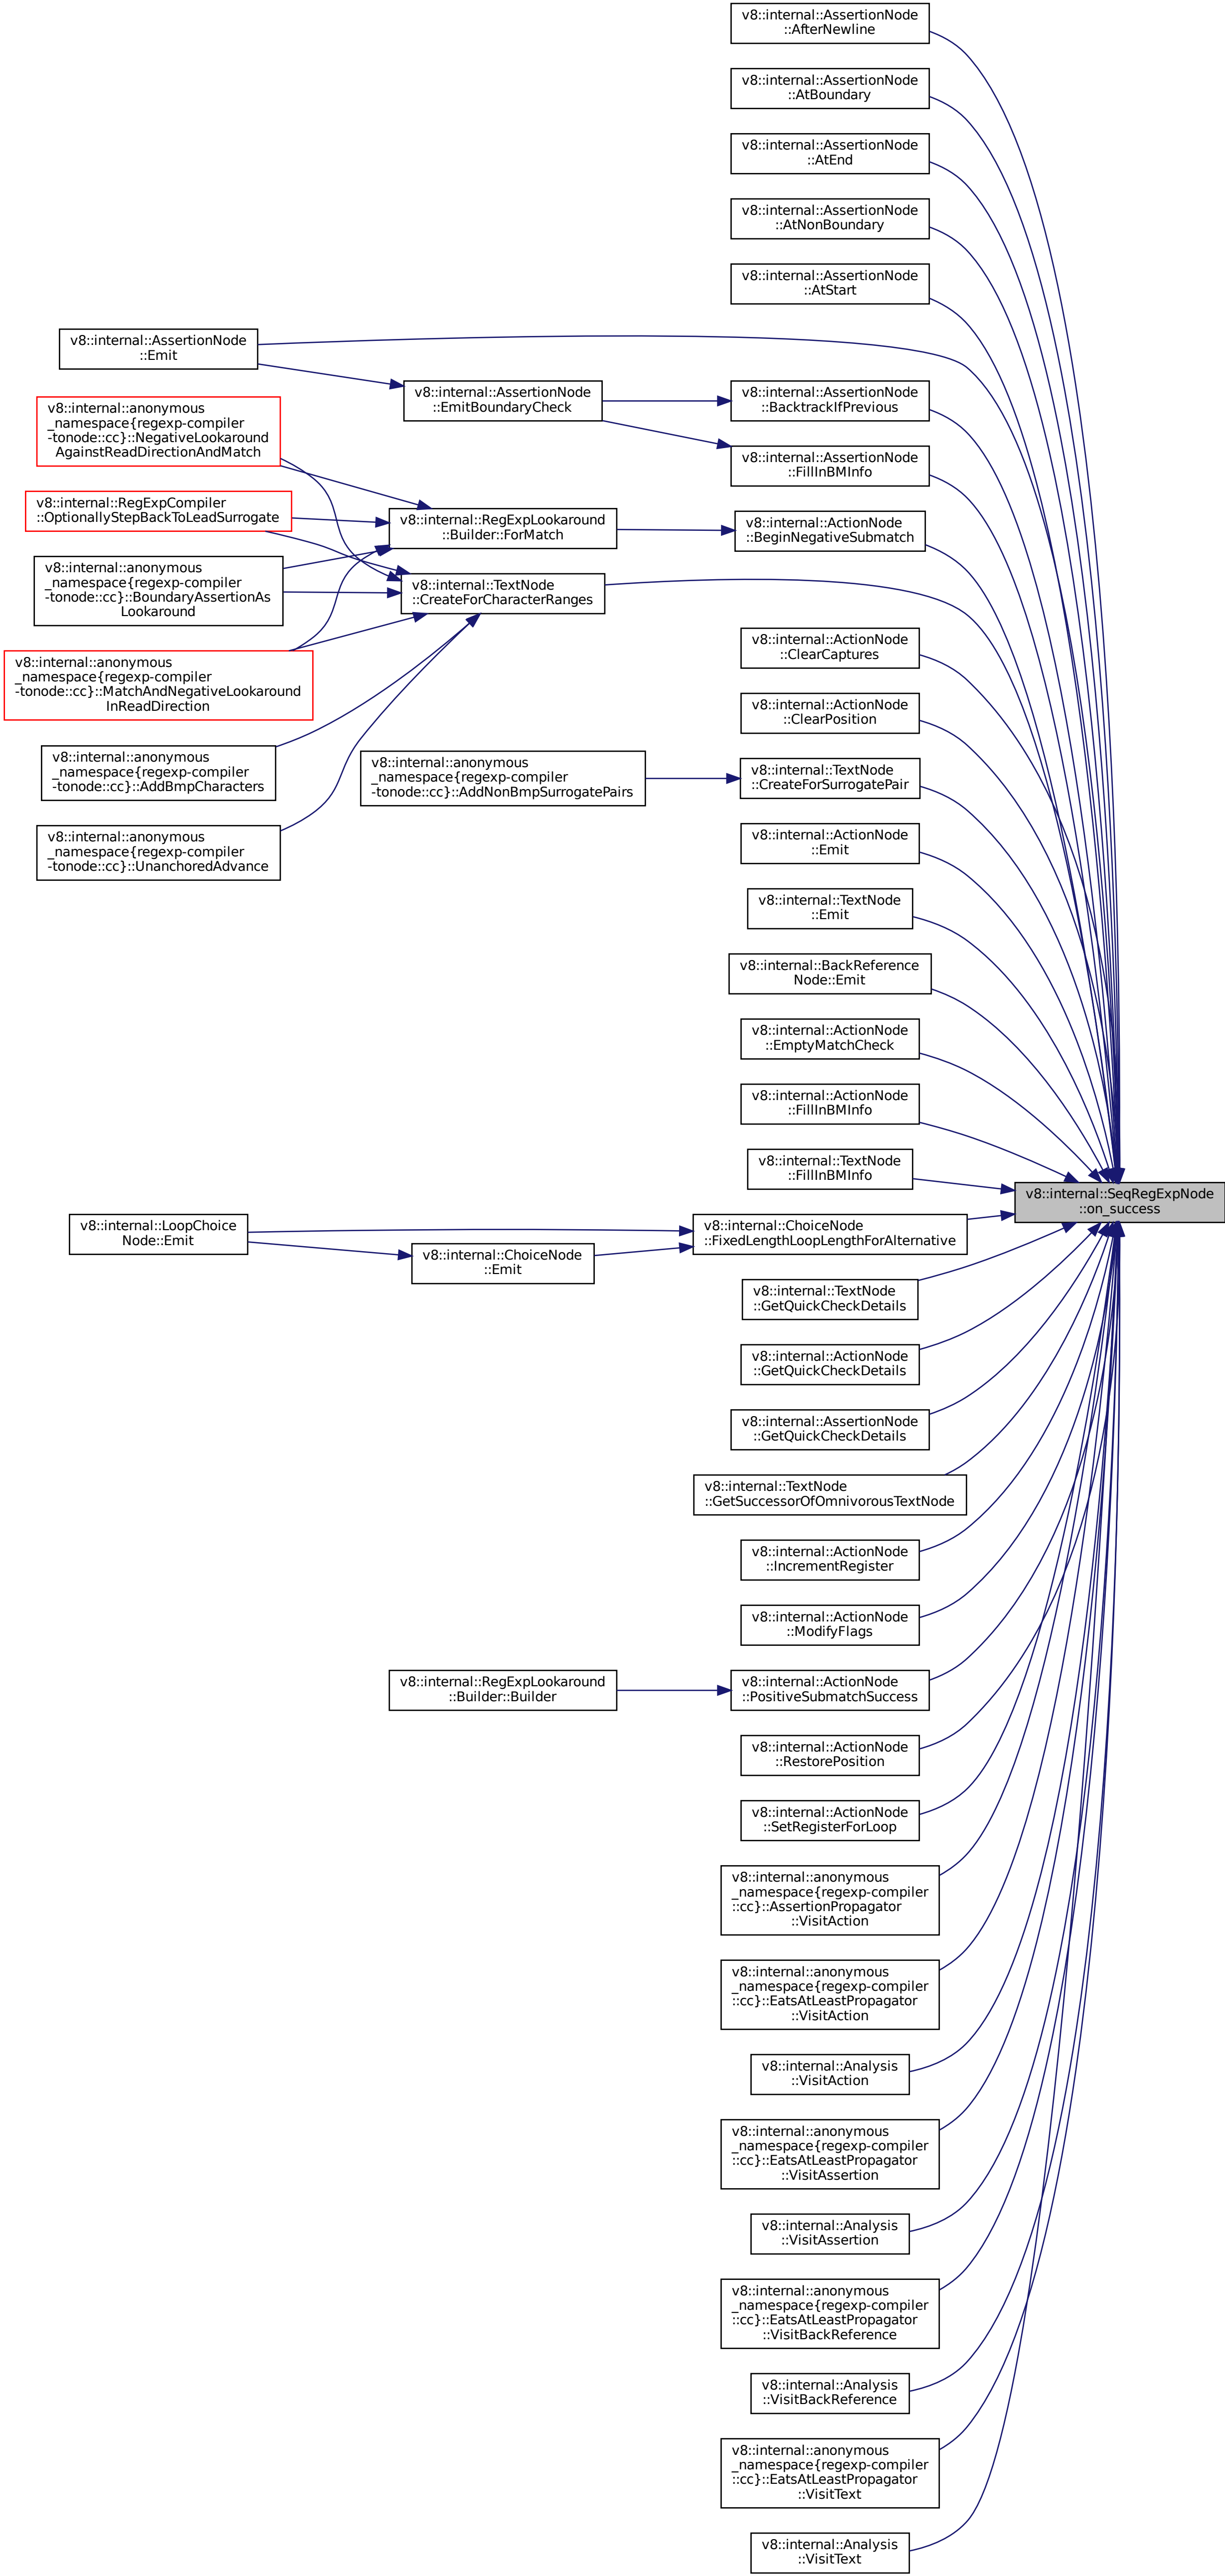 v8::internal::AssertionNode
::AfterNewline
v8::internal::AssertionNode
::AtBoundary
v8::internal::AssertionNode
::AtEnd
v8::internal::AssertionNode
::AtNonBoundary
v8::internal::AssertionNode
::AtStart
v8::internal::AssertionNode
::Emit
v8::internal::AssertionNode
::EmitBoundaryCheck
v8::internal::AssertionNode
::BacktrackIfPrevious
v8::internal::anonymous
_namespace{regexp-compiler
-tonode::cc}::NegativeLookaround
AgainstReadDirectionAndMatch
v8::internal::AssertionNode
::FillInBMInfo
v8::internal::RegExpCompiler
::OptionallyStepBackToLeadSurrogate
v8::internal::RegExpLookaround
::Builder::ForMatch
v8::internal::ActionNode
::BeginNegativeSubmatch
v8::internal::anonymous
_namespace{regexp-compiler
-tonode::cc}::BoundaryAssertionAs
Lookaround
v8::internal::TextNode
::CreateForCharacterRanges
v8::internal::ActionNode
::ClearCaptures
v8::internal::anonymous
_namespace{regexp-compiler
-tonode::cc}::MatchAndNegativeLookaround
InReadDirection
v8::internal::ActionNode
::ClearPosition
v8::internal::anonymous
_namespace{regexp-compiler
-tonode::cc}::AddBmpCharacters
v8::internal::anonymous
_namespace{regexp-compiler
-tonode::cc}::AddNonBmpSurrogatePairs
v8::internal::TextNode
::CreateForSurrogatePair
v8::internal::anonymous
_namespace{regexp-compiler
-tonode::cc}::UnanchoredAdvance
v8::internal::ActionNode
::Emit
v8::internal::TextNode
::Emit
v8::internal::BackReference
Node::Emit
v8::internal::ActionNode
::EmptyMatchCheck
v8::internal::ActionNode
::FillInBMInfo
v8::internal::TextNode
::FillInBMInfo
v8::internal::SeqRegExpNode
::on_success
v8::internal::LoopChoice
Node::Emit
v8::internal::ChoiceNode
::Emit
v8::internal::ChoiceNode
::FixedLengthLoopLengthForAlternative
v8::internal::TextNode
::GetQuickCheckDetails
v8::internal::ActionNode
::GetQuickCheckDetails
v8::internal::AssertionNode
::GetQuickCheckDetails
v8::internal::TextNode
::GetSuccessorOfOmnivorousTextNode
v8::internal::ActionNode
::IncrementRegister
v8::internal::ActionNode
::ModifyFlags
v8::internal::RegExpLookaround
::Builder::Builder
v8::internal::ActionNode
::PositiveSubmatchSuccess
v8::internal::ActionNode
::RestorePosition
v8::internal::ActionNode
::SetRegisterForLoop
v8::internal::anonymous
_namespace{regexp-compiler
::cc}::AssertionPropagator
::VisitAction
v8::internal::anonymous
_namespace{regexp-compiler
::cc}::EatsAtLeastPropagator
::VisitAction
v8::internal::Analysis
::VisitAction
v8::internal::anonymous
_namespace{regexp-compiler
::cc}::EatsAtLeastPropagator
::VisitAssertion
v8::internal::Analysis
::VisitAssertion
v8::internal::anonymous
_namespace{regexp-compiler
::cc}::EatsAtLeastPropagator
::VisitBackReference
v8::internal::Analysis
::VisitBackReference
v8::internal::anonymous
_namespace{regexp-compiler
::cc}::EatsAtLeastPropagator
::VisitText
v8::internal::Analysis
::VisitText